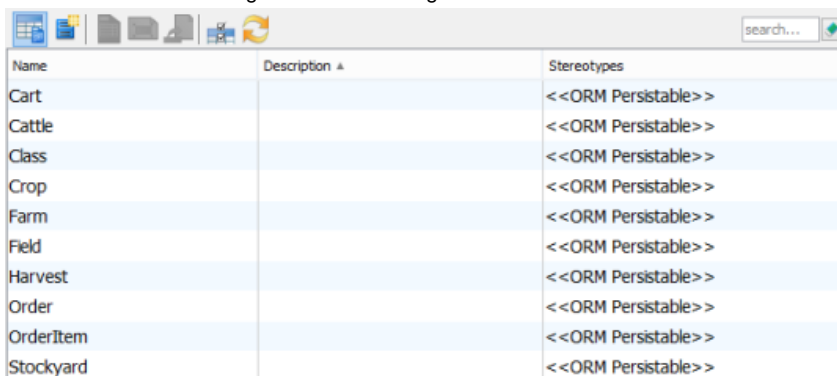 search...
Name Description Stereotypes
Cart <<ORM Persistable>>
Cattle <<ORM Persistable>>
Class <<ORM Persistable>>
Crop <<ORM Persistable>>
Farm <<ORM Persistable>>
Field <<ORM Persistable>>
Harvest <<ORM Persistable>>
Order <<ORM Persistable>>
OrderItem <<ORM Persistable>>
Stockyard <<ORM Persistable>>